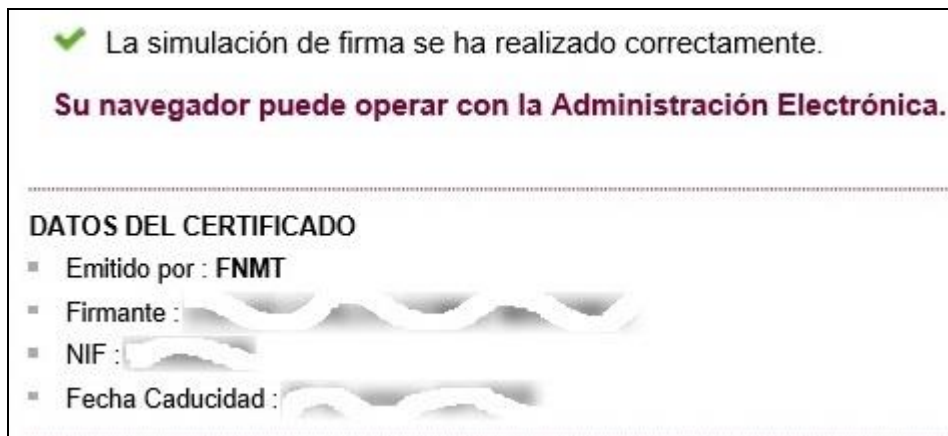 La simulación de firma se ha realizado correctamente.
Su navegador puede operar con la Administración Electrónica.
DATOS DEL CERTIFICADO
Emitido por : FNMT
Firmante :
NIF :
Fecha Caducidad :